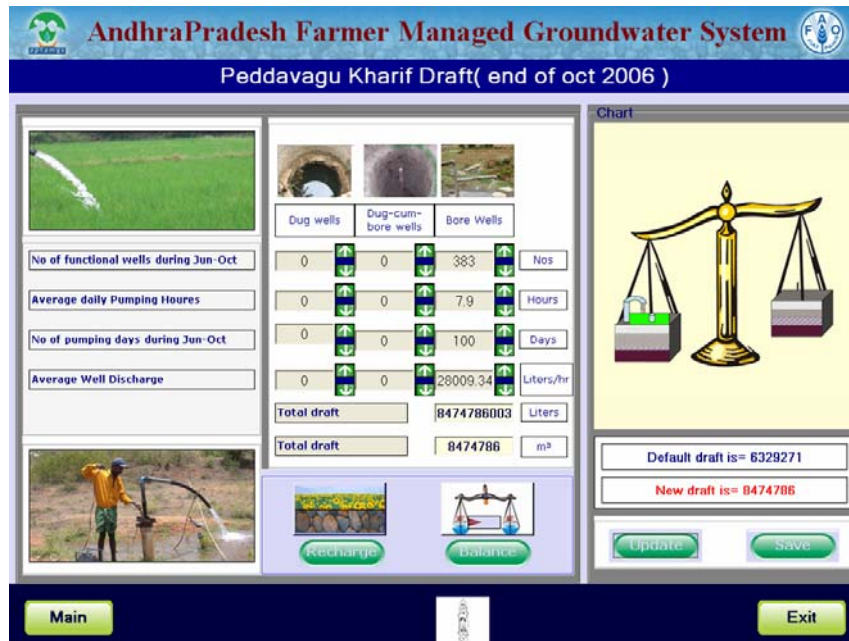 AndhraPradesh Farmer Managed Groundwater System
Peddavagu Kharif Draft( end of oct 2006 )
Chart
Dug wells
Dug-cum-
bore wells
Bore Wells
No of functional wells during Jun-Oct
0
0
383
Nos
Average daily Pumping Houres
0
0
7.9
Hours
No of pumping days during Jun-Oct
0
0
100
Days
Average Well Discharge
0
0
28009.34
Liters/hr
Total draft
8474786003
Liters
Total draft
8474786
m³
Default draft is= 6329271
New draft is= 8474786
Recharge
Balance
Update
Save
Main
Exit